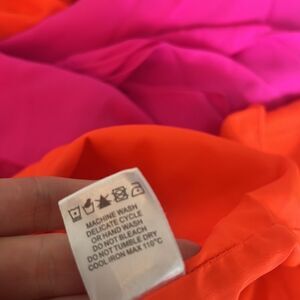 MACHINE WASH
DELICATE CYCLE
OR HAND WASH
DO NOT BLEACH
DO NOT TUMBLE DRY
COOL IRON MAX 110°C